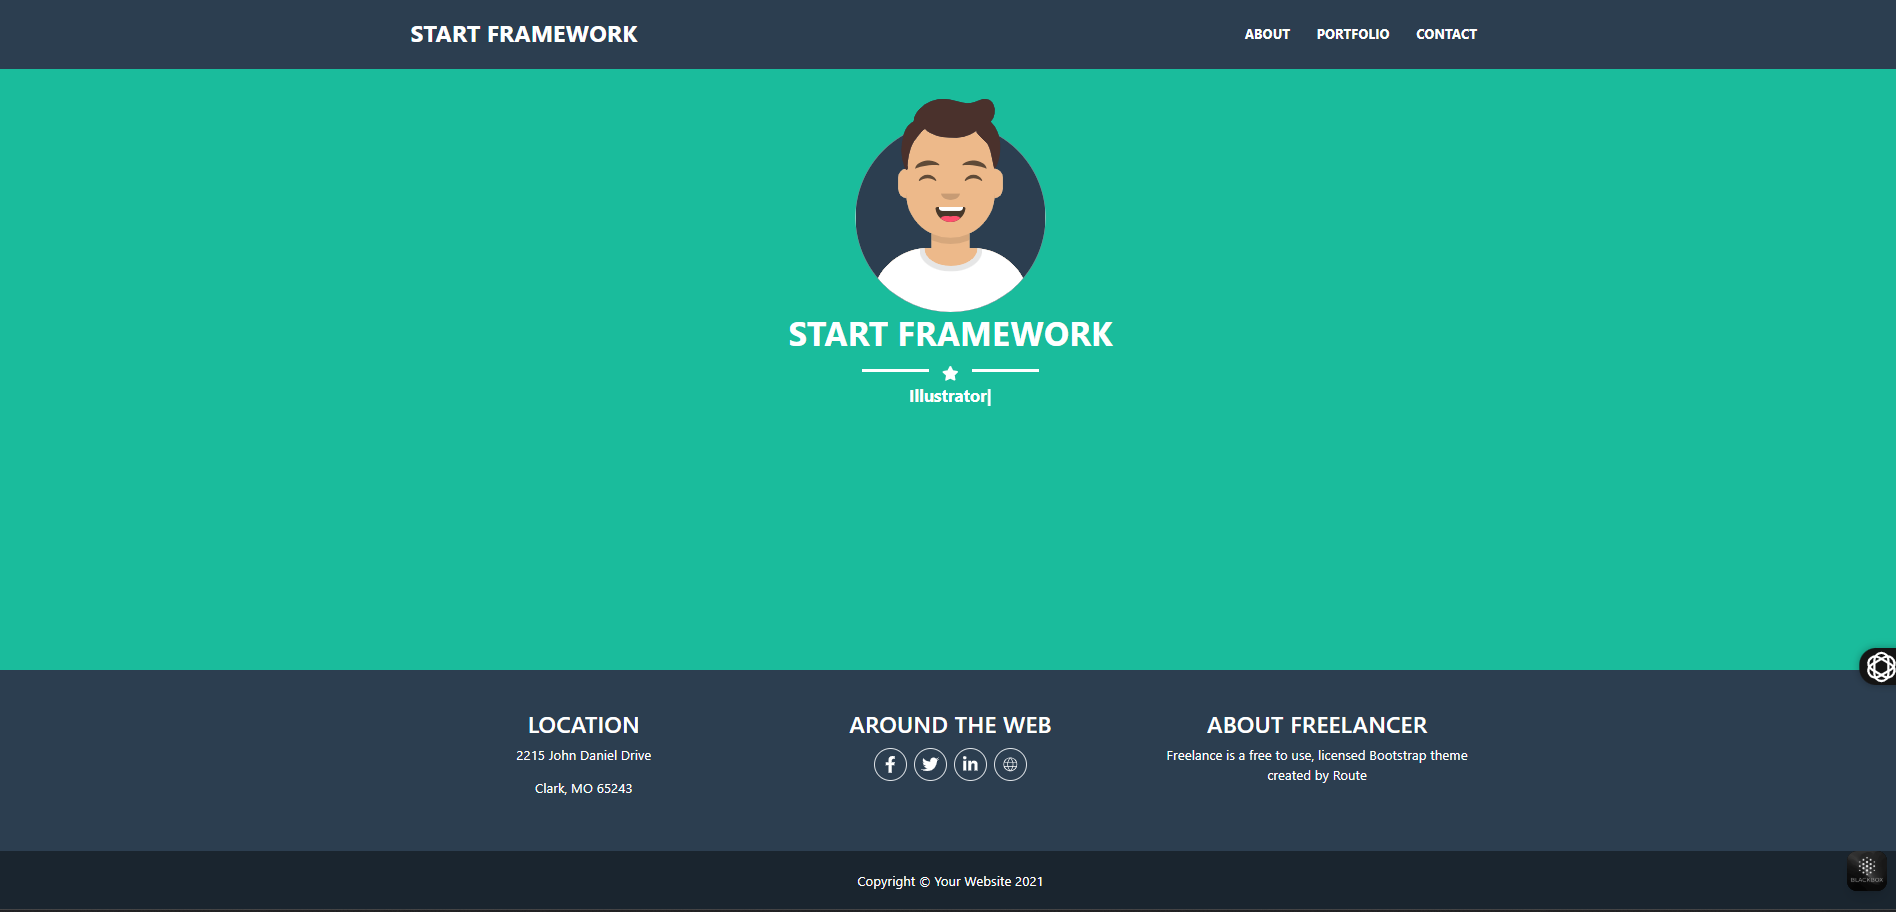 START FRAMEWORK
ABOUT PORTFOLIO CONTACT
START FRAMEWORK
Illustrator|
LOCATION
2215 John Daniel Drive
Clark, MO 65243
AROUND THE WEB
ABOUT FREELANCER
Freelance is a free to use, licensed Bootstrap theme
created by Route
Copyright © Your Website 2021
BLACKBOX